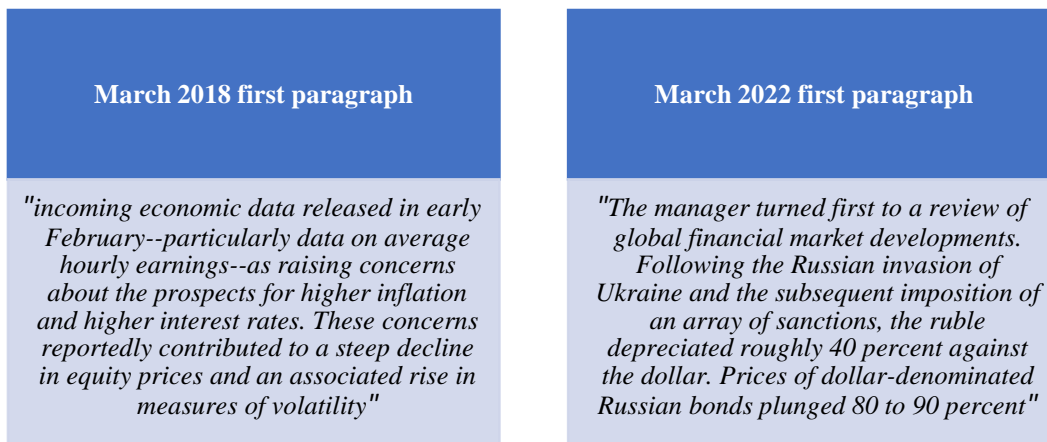 March 2018 first paragraph
"incoming economic data released in early
February--particularly data on average
hourly earnings--as raising concerns
about the prospects for higher inflation
and higher interest rates. These concerns
reportedly contributed to a steep decline
in equity prices and an associated rise in
measures of volatility"
March 2022 first paragraph
"The manager turned first to a review of
global financial market developments.
Following the Russian invasion of
Ukraine and the subsequent imposition of
an array of sanctions, the ruble
depreciated roughly 40 percent against
the dollar. Prices of dollar-denominated
Russian bonds plunged 80 to 90 percent"